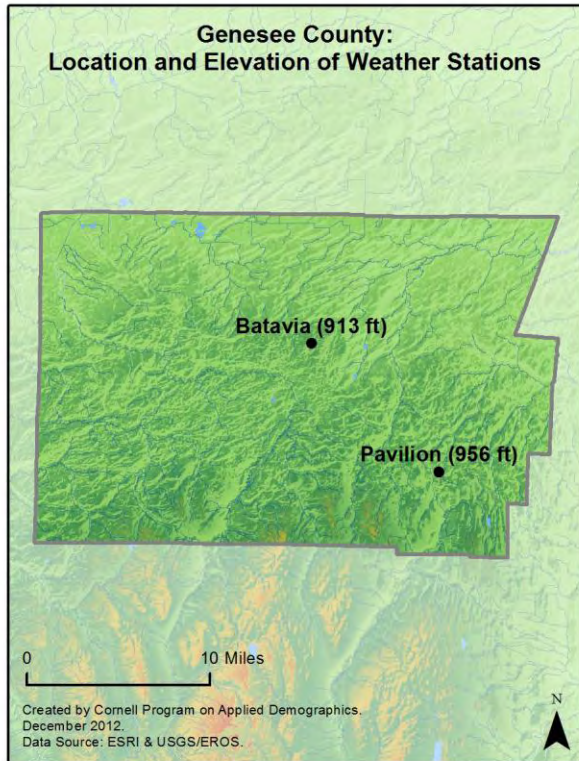 Genesee County:
Location and Elevation of Weather Stations
Batavia (913 ft)
Pavilion (956 ft)
0 10 Miles
Created by Cornell Program on Applied Demographics.
December 2012.
Data Source: ESRI & USGS/EROS.
N